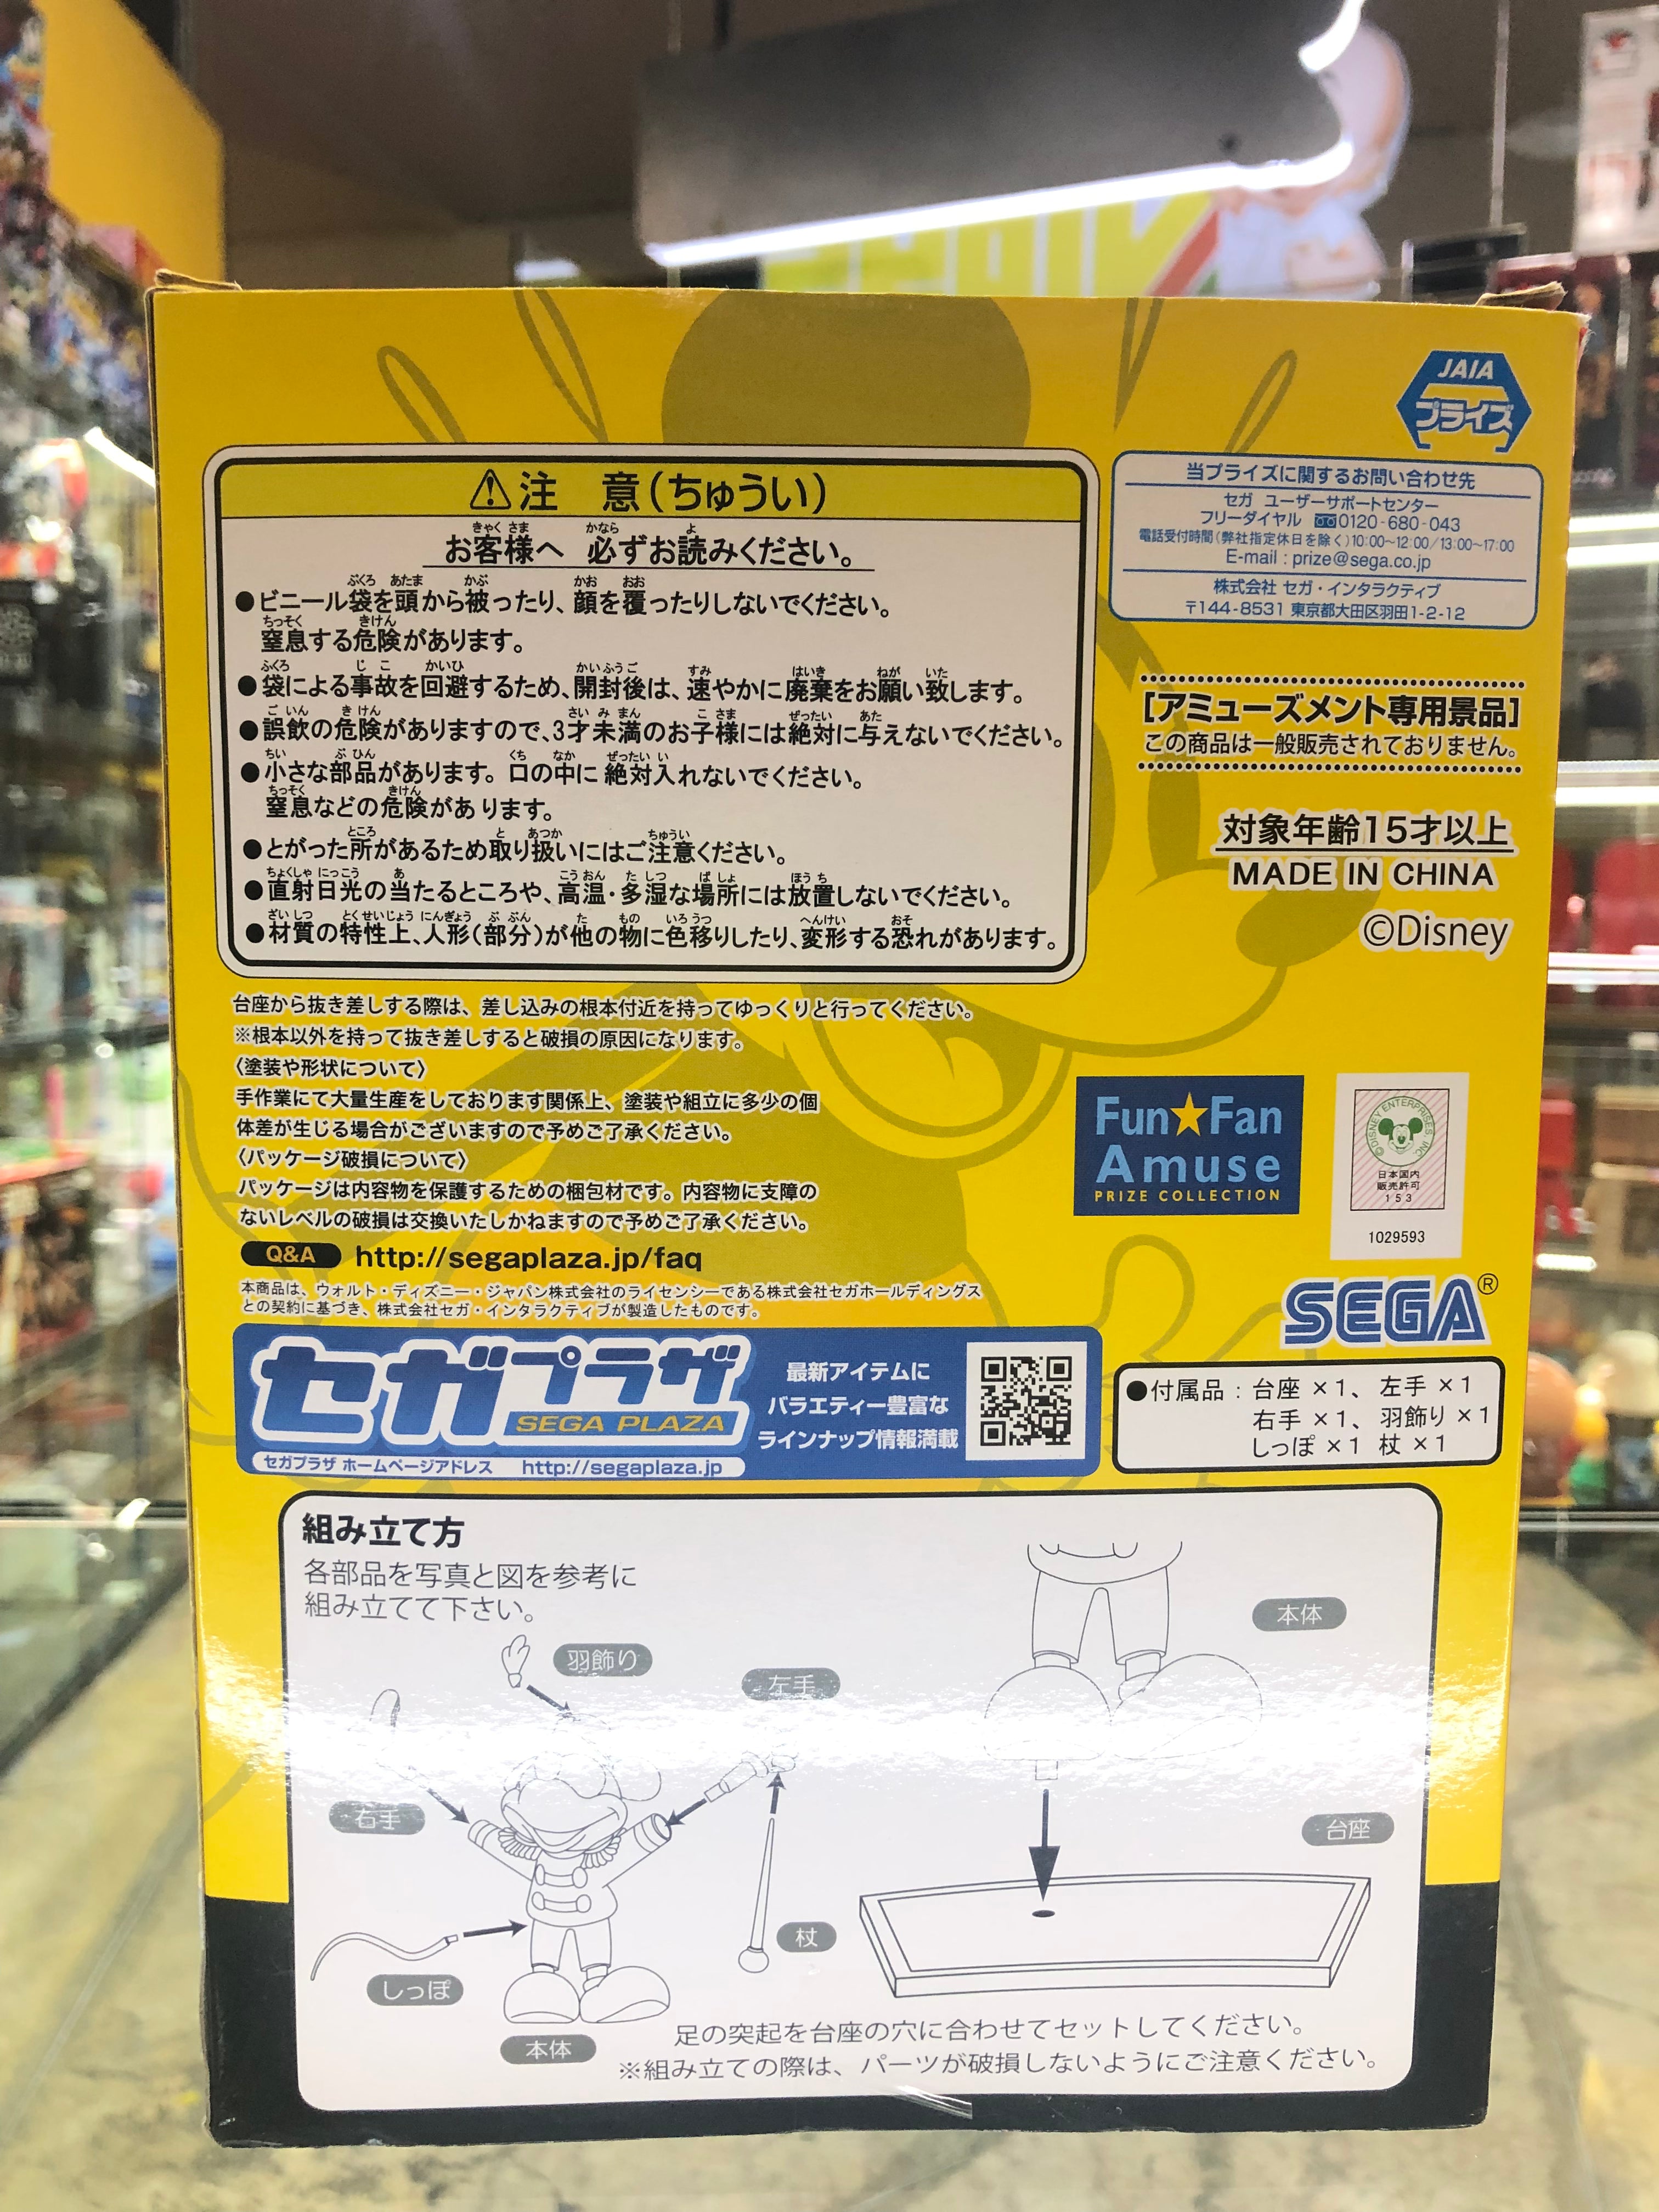 JAIA
プライズ
⚠注　意(ちゅうい)
お客様へ　必ずお読みください。
●ビニール袋を頭から被ったり、顔を覆ったりしないでください。
窒息する危険があります。
●袋による事故を回避するため、開封後は、速やかに廃棄をお願い致します。
●誤飲の危険がありますので、3才未満のお子様には絶対に与えないでください。
●小さな部品があります。口の中に絶対入れないでください。
窒息などの危険があります。
●とがった所があるため取り扱いにはご注意ください。
●直射日光の当たるところや、高温・多湿な場所には放置しないでください。
●材質の特性上、人形(部分)が他の物に色移りしたり、変形する恐れがあります。
当プライズに関するお問い合わせ先
セガ ユーザーサポートセンター
フリーダイヤル 0120-680-043
電話受付時間(弊社指定休日を除く)10:00～12:00/13:00～17:00
E-mail : prize@sega.co.jp
株式会社 セガ・インタラクティブ
〒144-8531 東京都大田区羽田1-2-12
[アミューズメント専用景品]
この商品は一般販売されておりません。
対象年齢15才以上
MADE IN CHINA
©Disney
台座から抜き差しする際は、差し込みの根本付近を持ってゆっくりと行ってください。
※根本以外を持って抜き差しすると破損の原因になります。
〈塗装や形状について〉
手作業にて大量生産をしております関係上、塗装や組立に多少の個
体差が生じる場合がございますので予めご了承ください。
〈パッケージ破損について〉
パッケージは内容物を保護するための梱包材です。内容物に支障の
ないレベルの破損は交換いたしかねますので予めご了承ください。
Q&A http://segaplaza.jp/faq
本商品は、ウォルト・ディズニー・ジャパン株式会社のライセンシーである株式会社セガホールディングス
との契約に基づき、株式会社セガ・インタラクティブが製造したものです。
Fun★Fan
Amuse
PRIZE COLLECTION
©DISNEY ENTERPRISES, INC
日本国内
販売許可
153
1029593
SEGA®
セガプラザ
SEGA PLAZA
セガプラザ ホームページアドレス http://segaplaza.jp
最新アイテムに
バラエティー豊富な
ラインナップ情報満載
●付属品：台座×1、左手×1
右手×1、羽飾り×1
しっぽ×1 杖×1
組み立て方
各部品を写真と図を参考に
組み立てて下さい。
羽飾り
左手
本体
右手
台座
杖
しっぽ
本体
足の突起を台座の穴に合わせてセットしてください。
※組み立ての際は、パーツが破損しないようにご注意ください。